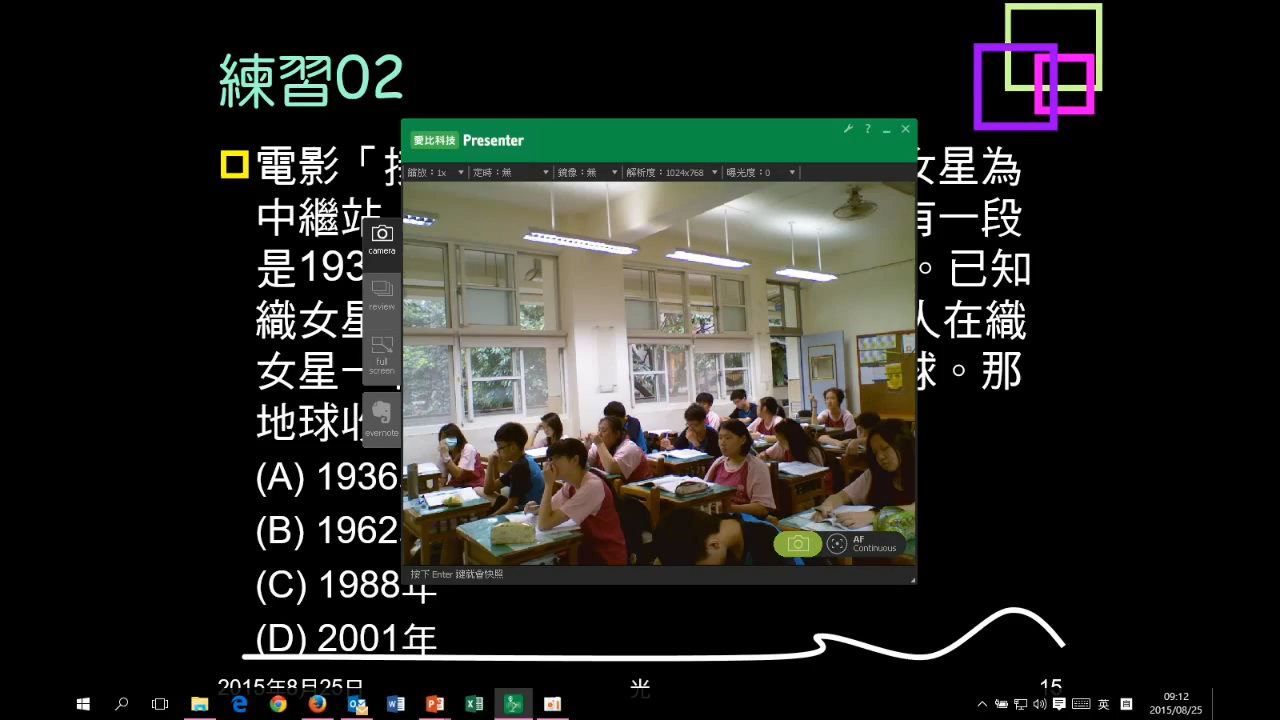 練習02
愛比科技 Presenter
縮放：1x 定時：無 鏡像：無 解析度：1024x768 曝光度：0
電影「接
女星為
中繼站
有一段
camera
是193
。已知
review
織女星
人在織
full
screen
女星一
球。那
evernote
地球收
(A) 1936
(B) 1962
AF
Continuous
按下 Enter 鍵就會快照
(C) 1988年
(D) 2001年
2015年8月25日 光 15
英
09:12
2015/08/25